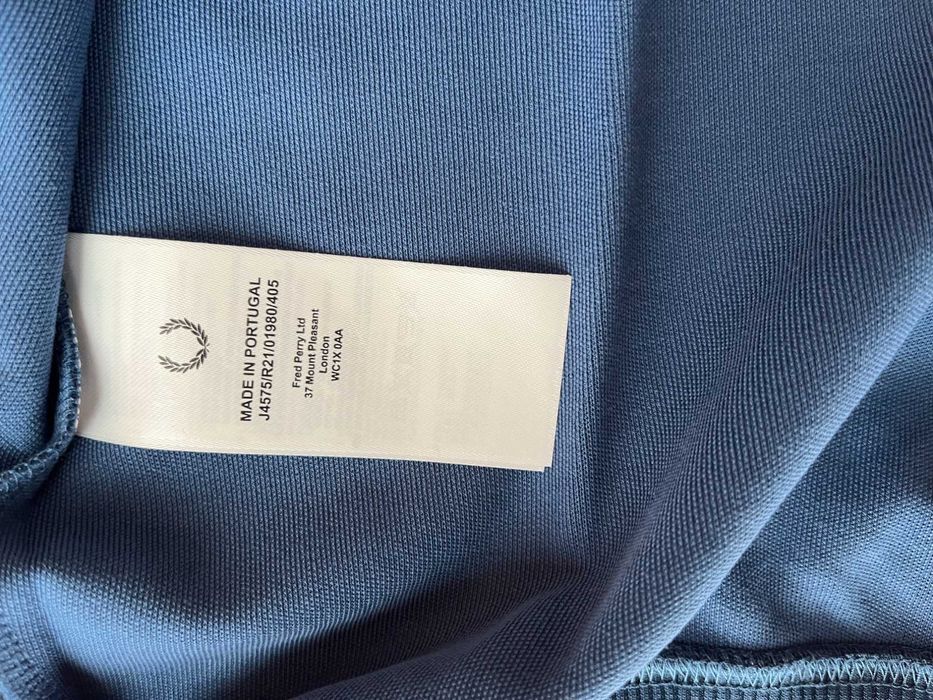 MADE IN PORTUGAL
J4575/R21/01980/405
Fred Perry Ltd
37 Mount Pleasant
London
WC1X 0AA